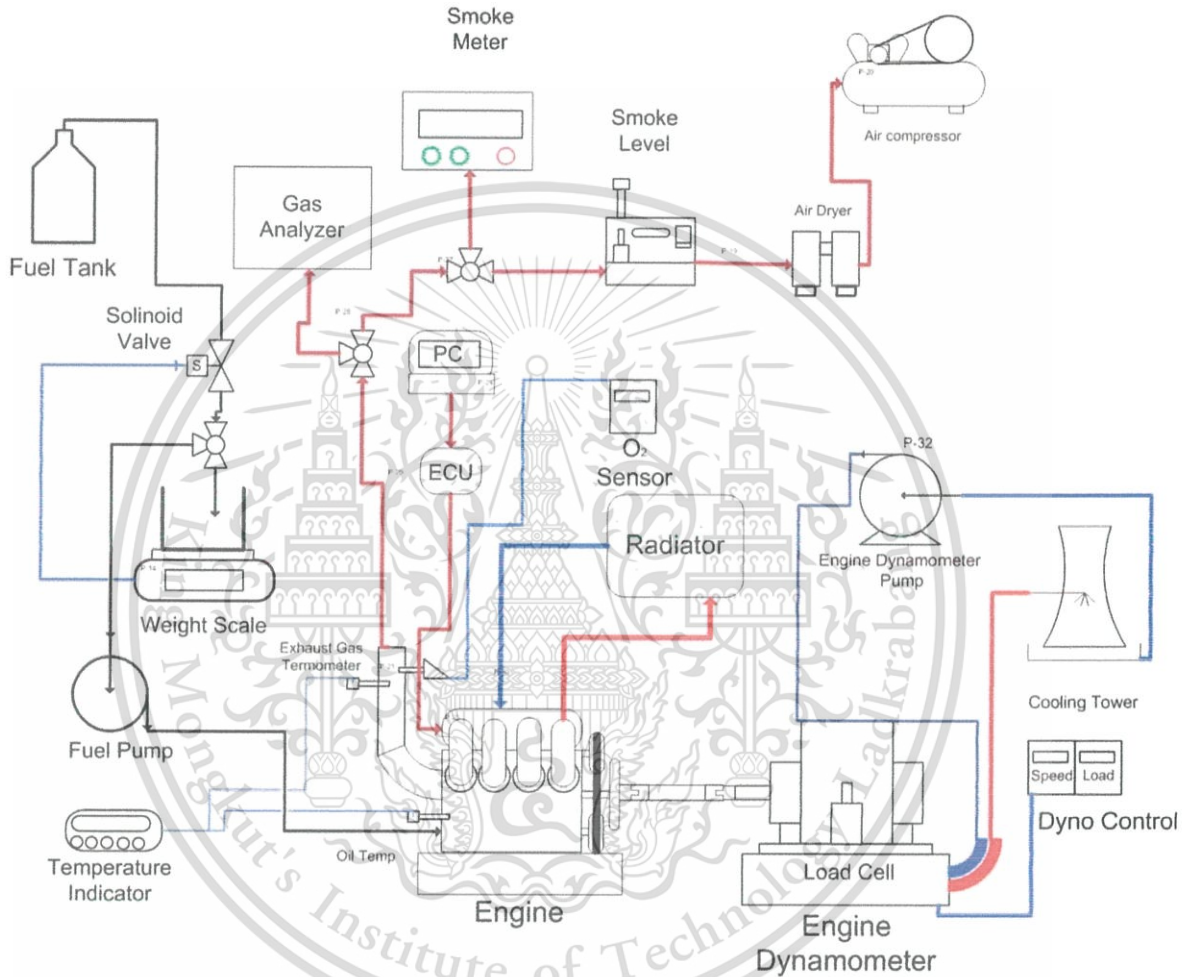 Smoke
Meter
Air compressor
P-20
Smoke
Level
Gas
Analyzer
Air Dryer
Fuel Tank
Solinoid
Valve
S
PC
P-32
O₂
Sensor
ECU
Radiator
Engine Dynamometer
Pump
Weight Scale
Exhaust Gas
Termometer
Cooling Tower
Fuel Pump
Speed
Load
Dyno Control
Oil Temp
Temperature
Indicator
Load Cell
Engine
Engine
Dynamometer
King Mongkut's Institute of Technology Ladkrabang